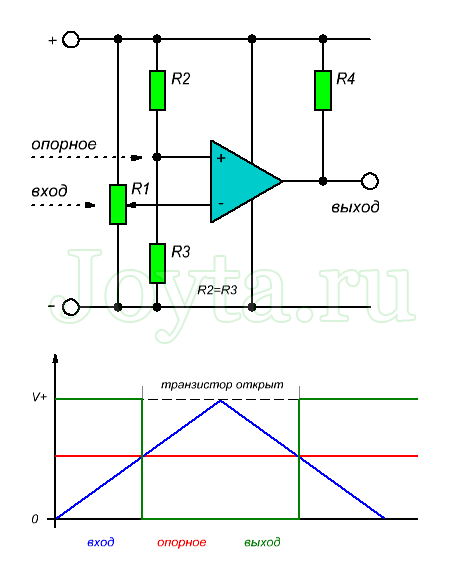 +
R2
R4
опорное
+
вход
R1
-
выход
R3
R2=R3
-
Joyta.ru
транзистор открыт
V+
0
вход опорное выход